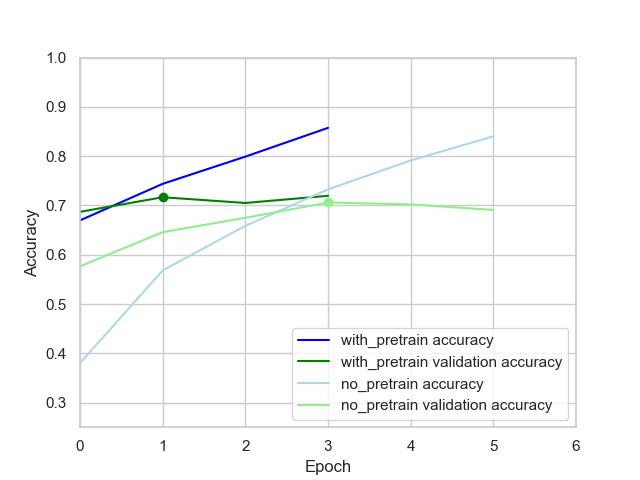 1.0
0.9
0.8
0.7
0.6
0.5
0.4
0.3
Accuracy
with_pretrain accuracy
with_pretrain validation accuracy
no_pretrain accuracy
no_pretrain validation accuracy
0 1 2 3 4 5 6
Epoch